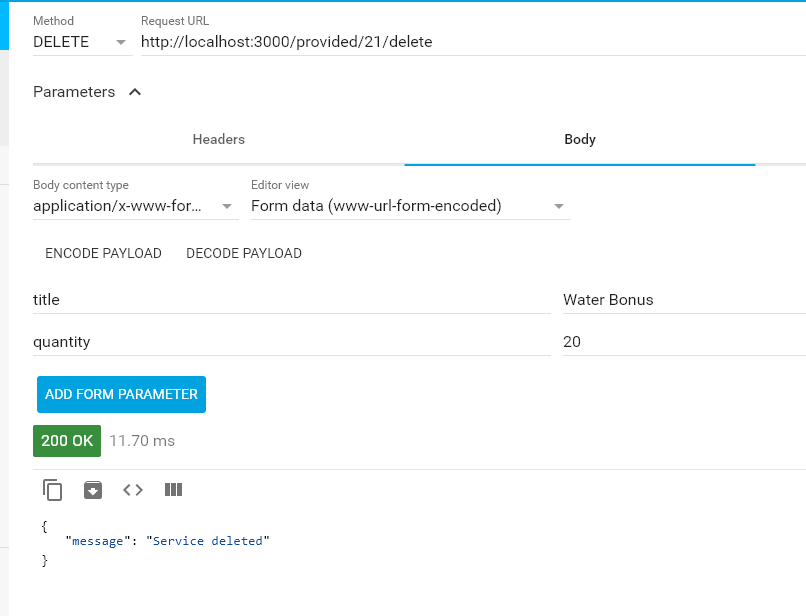 Method
Request URL
DELETE
http://localhost:3000/provided/21/delete
Parameters
Headers
Body
Body content type
Editor view
application/x-www-for...
Form data (www-url-form-encoded)
ENCODE PAYLOAD
DECODE PAYLOAD
title
Water Bonus
quantity
20
ADD FORM PARAMETER
200 OK
11.70 ms
{
"message": "Service deleted"
}